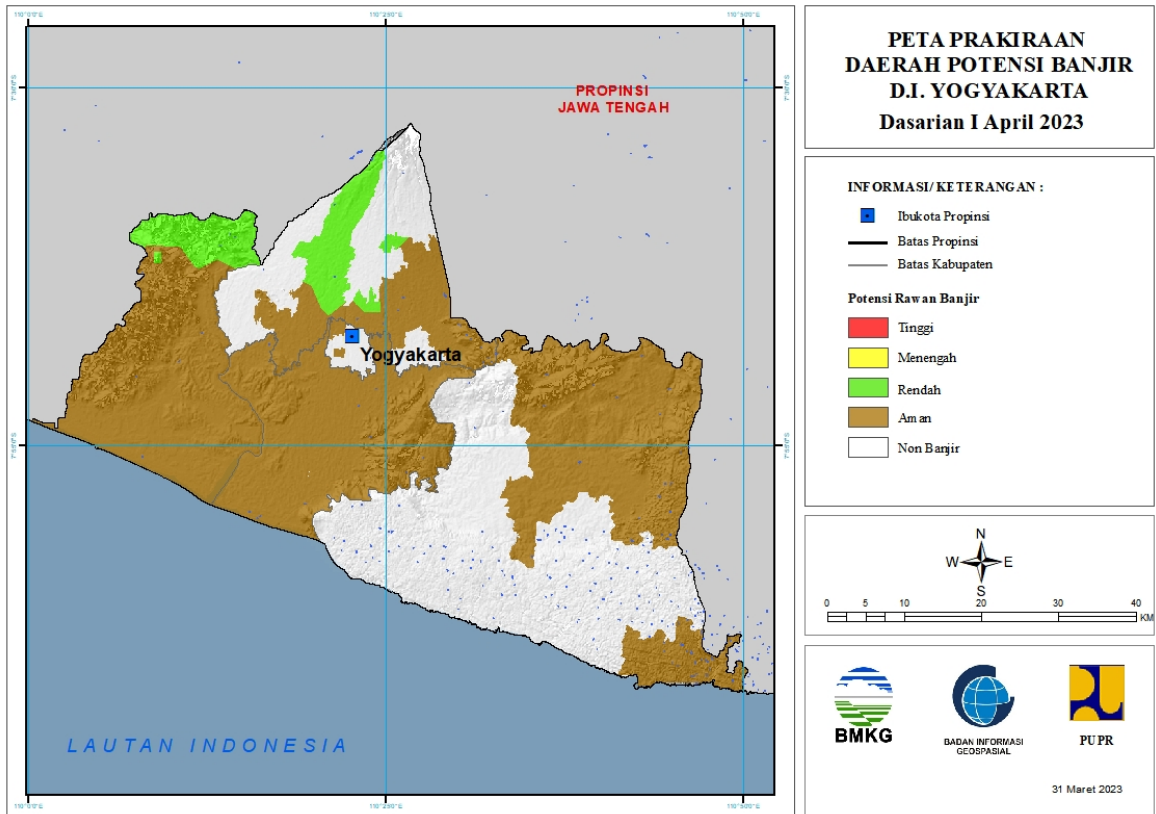 PETA PRAKIRAAN
DAERAH POTENSI BANJIR
D.I. YOGYAKARTA
Dasarian I April 2023
INFORMASI/ KETERANGAN :
Ibukota Propinsi
Batas Propinsi
Batas Kabupaten
Potensi Rawan Banjir
Tinggi
Menengah
Rendah
Aman
Non Banjir
PROPINSI
JAWA TENGAH
Yogyakarta
LAUTAN INDONESIA
N
W E
S
0 5 10 20 30 40
KM
BMKG
BADAN INFORMASI
GEOSPASIAL
PUPR
31 Maret 2023